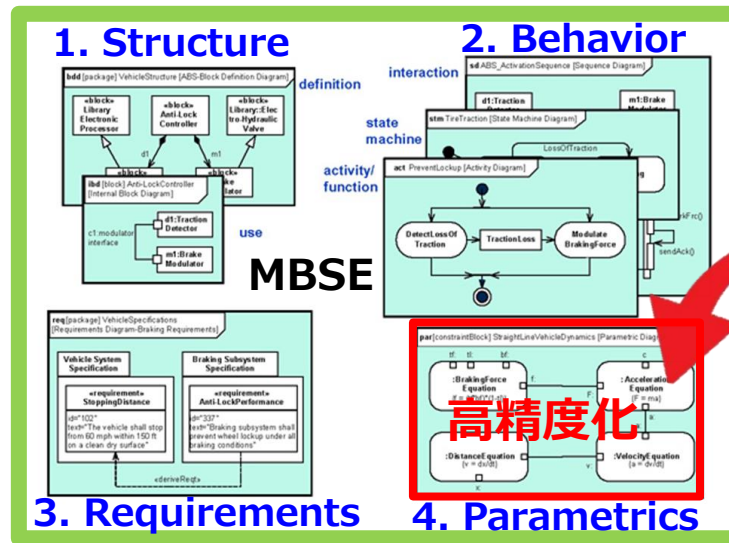 1. Structure
bdd [package] VehicleStructure [ABS-Block Definition Diagram]
definition
«block»
Library
Electronic
Processor
«block»
Anti-Lock
Controller
«block»
Library::Elec
tro-Hydraulic
Valve
d1
m1
«block»
ibd [block] Anti-LockController
[Internal Block Diagram]
d1:Traction
Detector
c1:modulator
interface
m1:Brake
Modulator
use
2. Behavior
interaction
sd ABS_ActivationSequence [Sequence Diagram]
d1:Traction
m1:Brake
state
machine
stm TireTraction [State Machine Diagram]
LossOfTraction
activity/
function
act PreventLockup [Activity Diagram]
DetectLossOf
Traction
TractionLoss
Modulate
BrakingForce
sendAck()
MBSE
req [package] VehicleSpecifications
[Requirements Diagram-Braking Requirements]
Vehicle System
Specification
«requirement»
StoppingDistance
id="102"
text="The vehicle shall stop
from 60 mph within 150 ft
on a clean dry surface"
Braking Subsystem
Specification
«requirement»
Anti-LockPerformance
id="337"
text="Braking subsystem shall
prevent wheel lockup under all
braking conditions"
«deriveReqt»
3. Requirements
par [constraintBlock] StraightLineVehicleDynamics [Parametric Diag
tf:
tl:
bf:
c
:BrakingForce
Equation
f:
F:
:Acceleration
Equation
{F = ma}
a:
高精度化
:DistanceEquation
{v = dx/dt}
v:
:VelocityEquation
{a = dv/dt}
x:
4. Parametrics